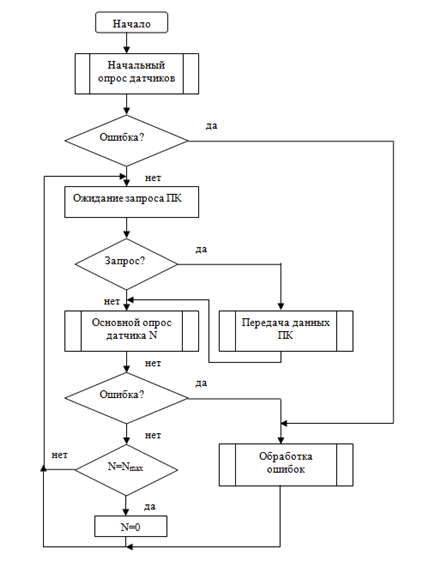 Начало
Начальный
опрос датчиков
Ошибка?
да
нет
Ожидание запроса ПК
Запрос?
да
нет
Основной опрос
датчика N
Передача данных
ПК
нет
Ошибка?
да
нет
нет
N=Nmax
Обработка
ошибок
да
N=0